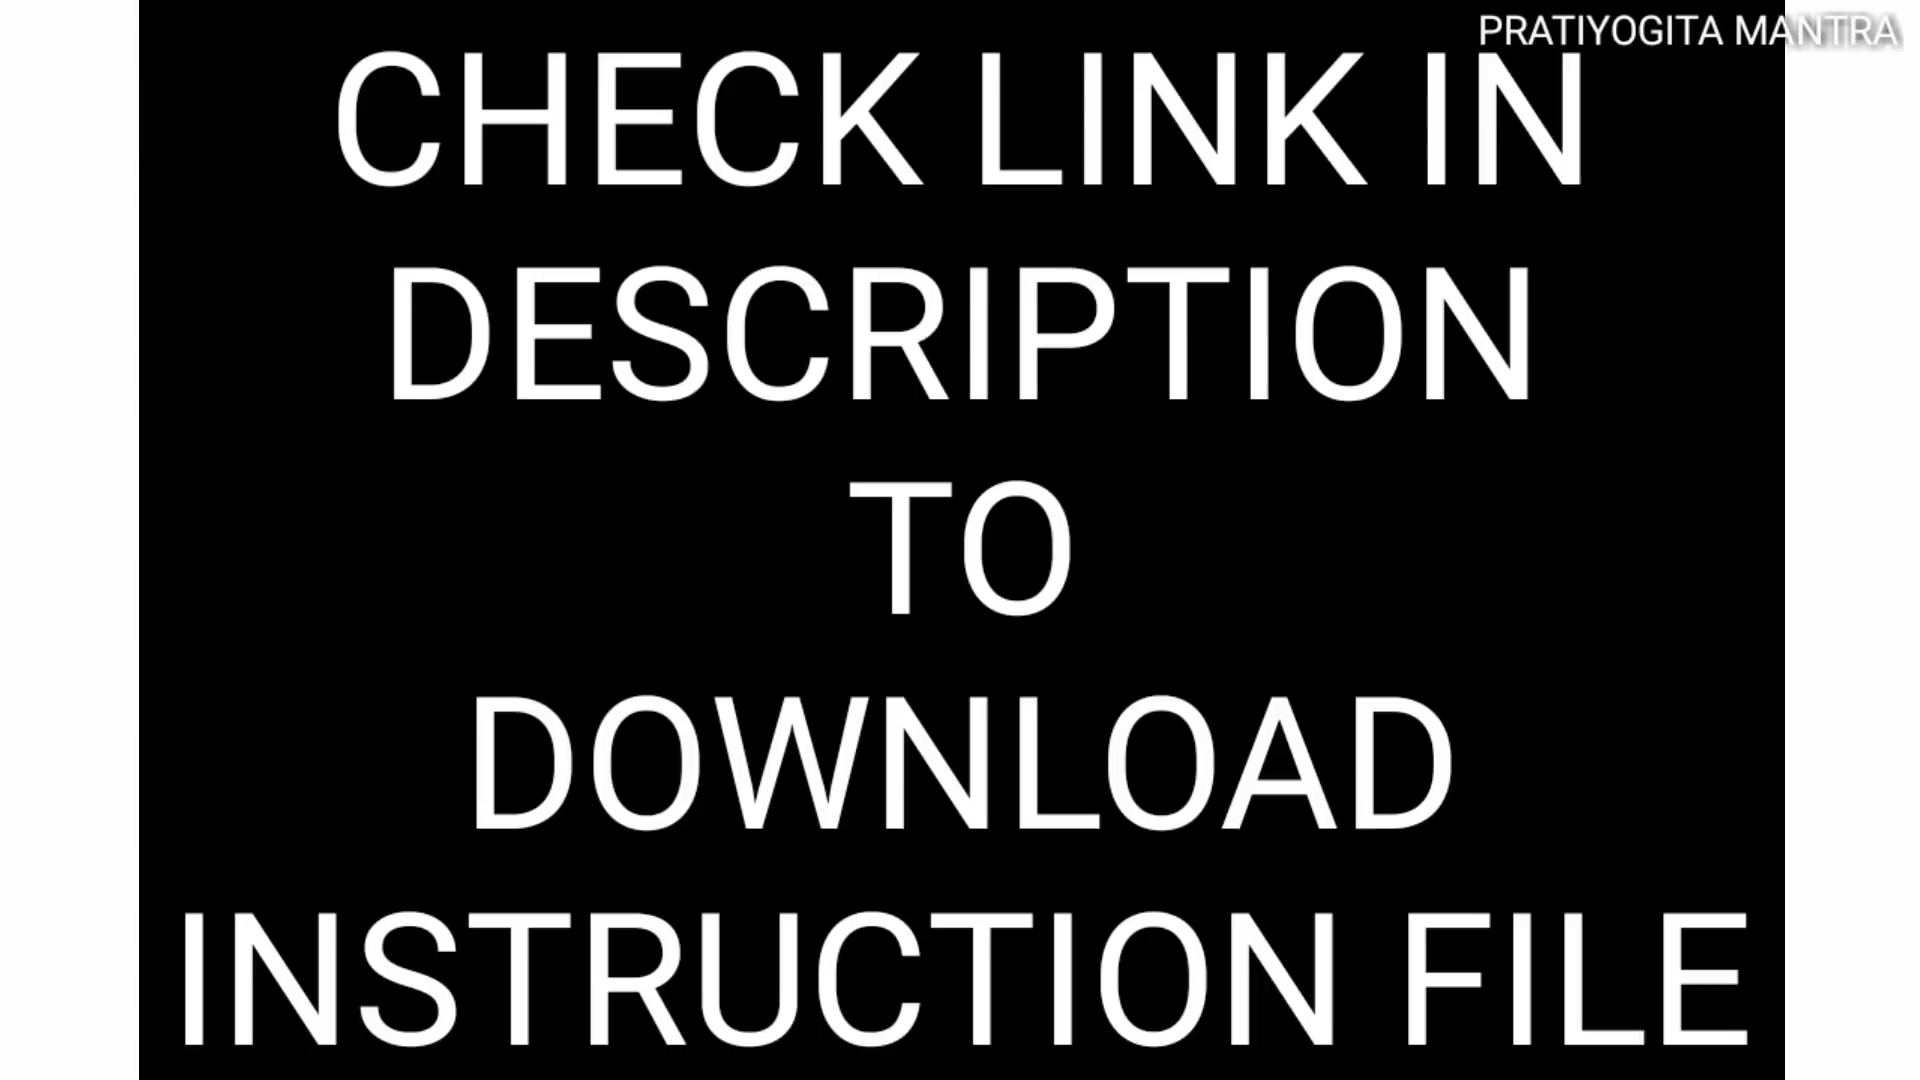 PRATIYOGITA MANTRA
CHECK LINK IN
DESCRIPTION
TO
DOWNLOAD
INSTRUCTION FILE